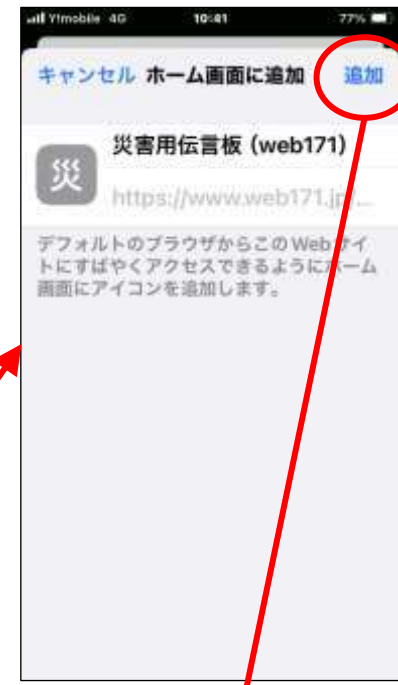 Y!mobile 4G 10:41 77%
キャンセル ホーム画面に追加 追加
災
災害用伝言板 (web171)
https://www.web171.jp/...
デフォルトのブラウザからこのWebサイ
トにすばやくアクセスできるようにホーム
画面にアイコンを追加します。